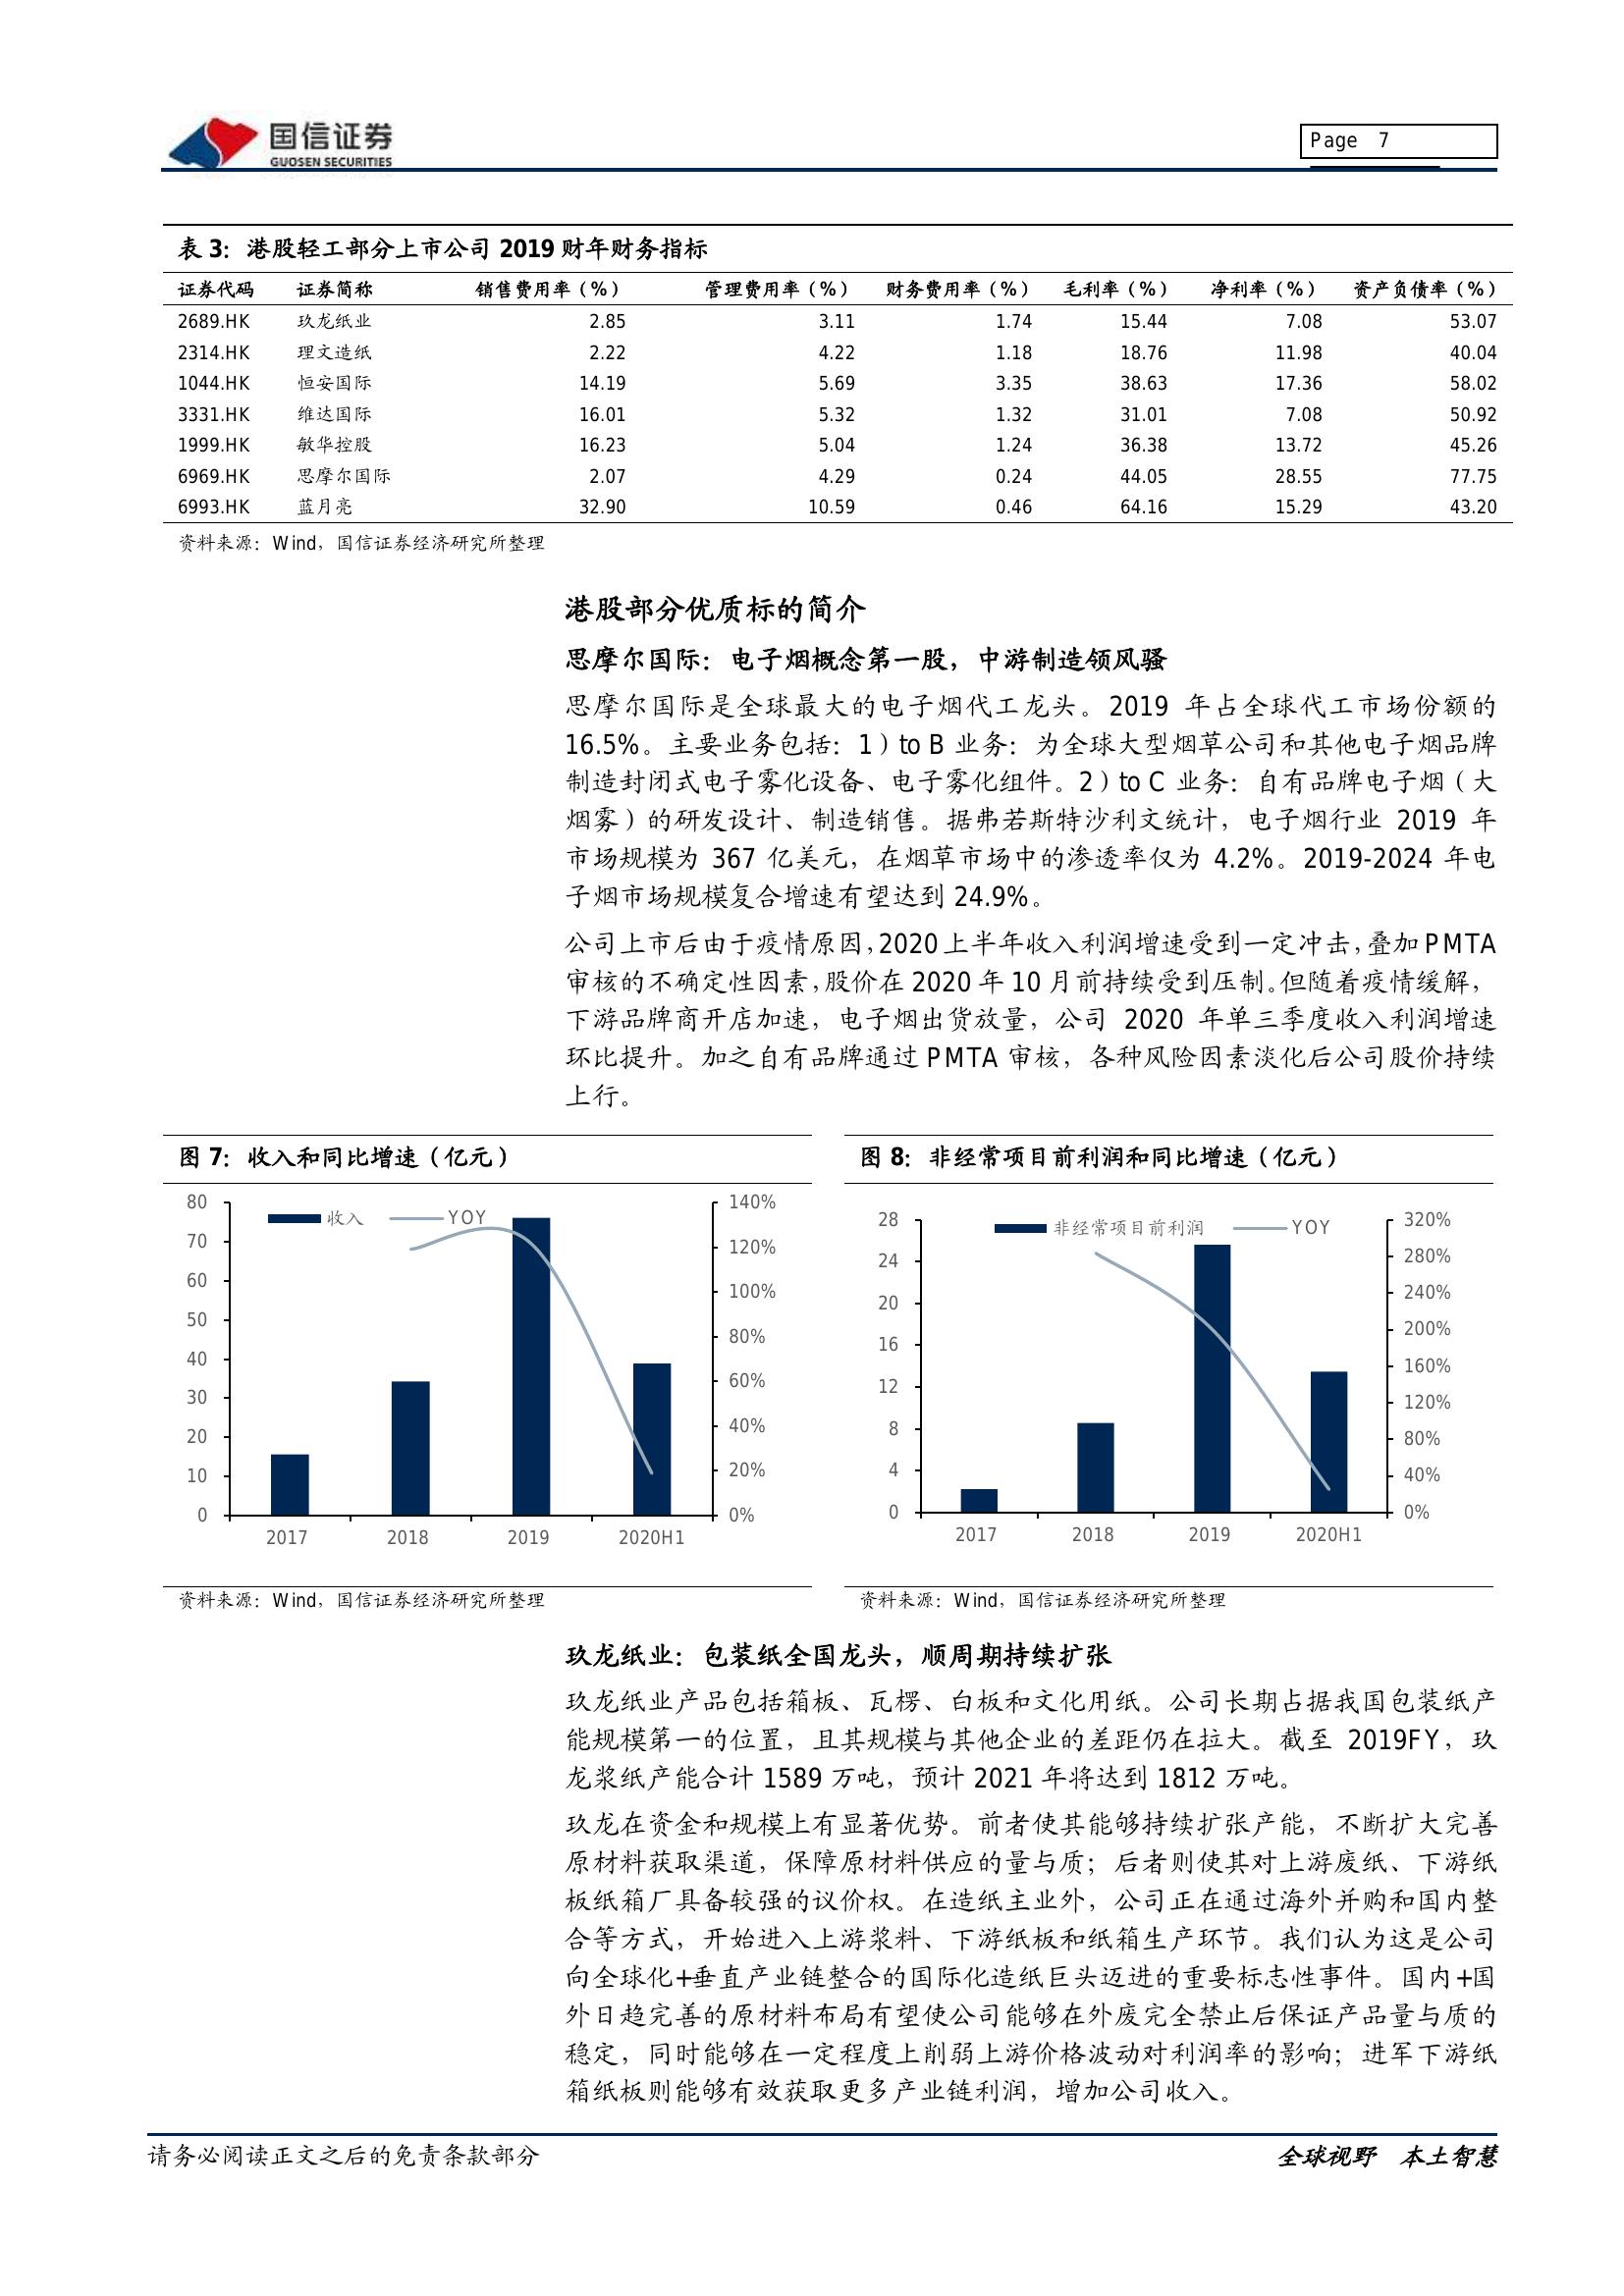 国信证券
GUOSEN SECURITIES
Page 7
表 3：港股轻工部分上市公司 2019 财年财务指标
证券代码 证券简称 销售费用率（%） 管理费用率（%） 财务费用率（%） 毛利率（%） 净利率（%） 资产负债率（%）
2689.HK 玖龙纸业 2.85 3.11 1.74 15.44 7.08 53.07
2314.HK 理文造纸 2.22 4.22 1.18 18.76 11.98 40.04
1044.HK 恒安国际 14.19 5.69 3.35 38.63 17.36 58.02
3331.HK 维达国际 16.01 5.32 1.32 31.01 7.08 50.92
1999.HK 敏华控股 16.23 5.04 1.24 36.38 13.72 45.26
6969.HK 思摩尔国际 2.07 4.29 0.24 44.05 28.55 77.75
6993.HK 蓝月亮 32.90 10.59 0.46 64.16 15.29 43.20
资料来源：Wind，国信证券经济研究所整理
港股部分优质标的简介
思摩尔国际：电子烟概念第一股，中游制造领风骚
思摩尔国际是全球最大的电子烟代工龙头。2019 年占全球代工市场份额的
16.5%。主要业务包括：1）to B 业务：为全球大型烟草公司和其他电子烟品牌
制造封闭式电子雾化设备、电子雾化组件。2）to C 业务：自有品牌电子烟（大
烟雾）的研发设计、制造销售。据弗若斯特沙利文统计，电子烟行业 2019 年
市场规模为 367 亿美元，在烟草市场中的渗透率仅为 4.2%。2019-2024 年电
子烟市场规模复合增速有望达到 24.9%。
公司上市后由于疫情原因，2020 上半年收入利润增速受到一定冲击，叠加 PMTA
审核的不确定性因素，股价在 2020 年 10 月前持续受到压制。但随着疫情缓解，
下游品牌商开店加速，电子烟出货放量，公司 2020 年单三季度收入利润增速
环比提升。加之自有品牌通过 PMTA 审核，各种风险因素淡化后公司股价持续
上行。
图 7：收入和同比增速（亿元）
收入 YOY
80
70
60
50
40
30
20
10
0
140%
120%
100%
80%
60%
40%
20%
0%
2017 2018 2019 2020H1
资料来源：Wind，国信证券经济研究所整理
图 8：非经常项目前利润和同比增速（亿元）
非经常项目前利润 YOY
28
24
20
16
12
8
4
0
320%
280%
240%
200%
160%
120%
80%
40%
0%
2017 2018 2019 2020H1
资料来源：Wind，国信证券经济研究所整理
玖龙纸业：包装纸全国龙头，顺周期持续扩张
玖龙纸业产品包括箱板、瓦楞、白板和文化用纸。公司长期占据我国包装纸产
能规模第一的位置，且其规模与其他企业的差距仍在拉大。截至 2019FY，玖
龙浆纸产能合计 1589 万吨，预计 2021 年将达到 1812 万吨。
玖龙在资金和规模上有显著优势。前者使其能够持续扩张产能，不断扩大完善
原材料获取渠道，保障原材料供应的量与质；后者则使其对上游废纸、下游纸
板纸箱厂具备较强的议价权。在造纸主业外，公司正在通过海外并购和国内整
合等方式，开始进入上游浆料、下游纸板和纸箱生产环节。我们认为这是公司
向全球化+垂直产业链整合的国际化造纸巨头迈进的重要标志性事件。国内+国
外日趋完善的原材料布局有望使公司能够在外废完全禁止后保证产品量与质的
稳定，同时能够在一定程度上削弱上游价格波动对利润率的影响；进军下游纸
箱纸板则能够有效获取更多产业链利润，增加公司收入。
请务必阅读正文之后的免责条款部分
全球视野 本土智慧